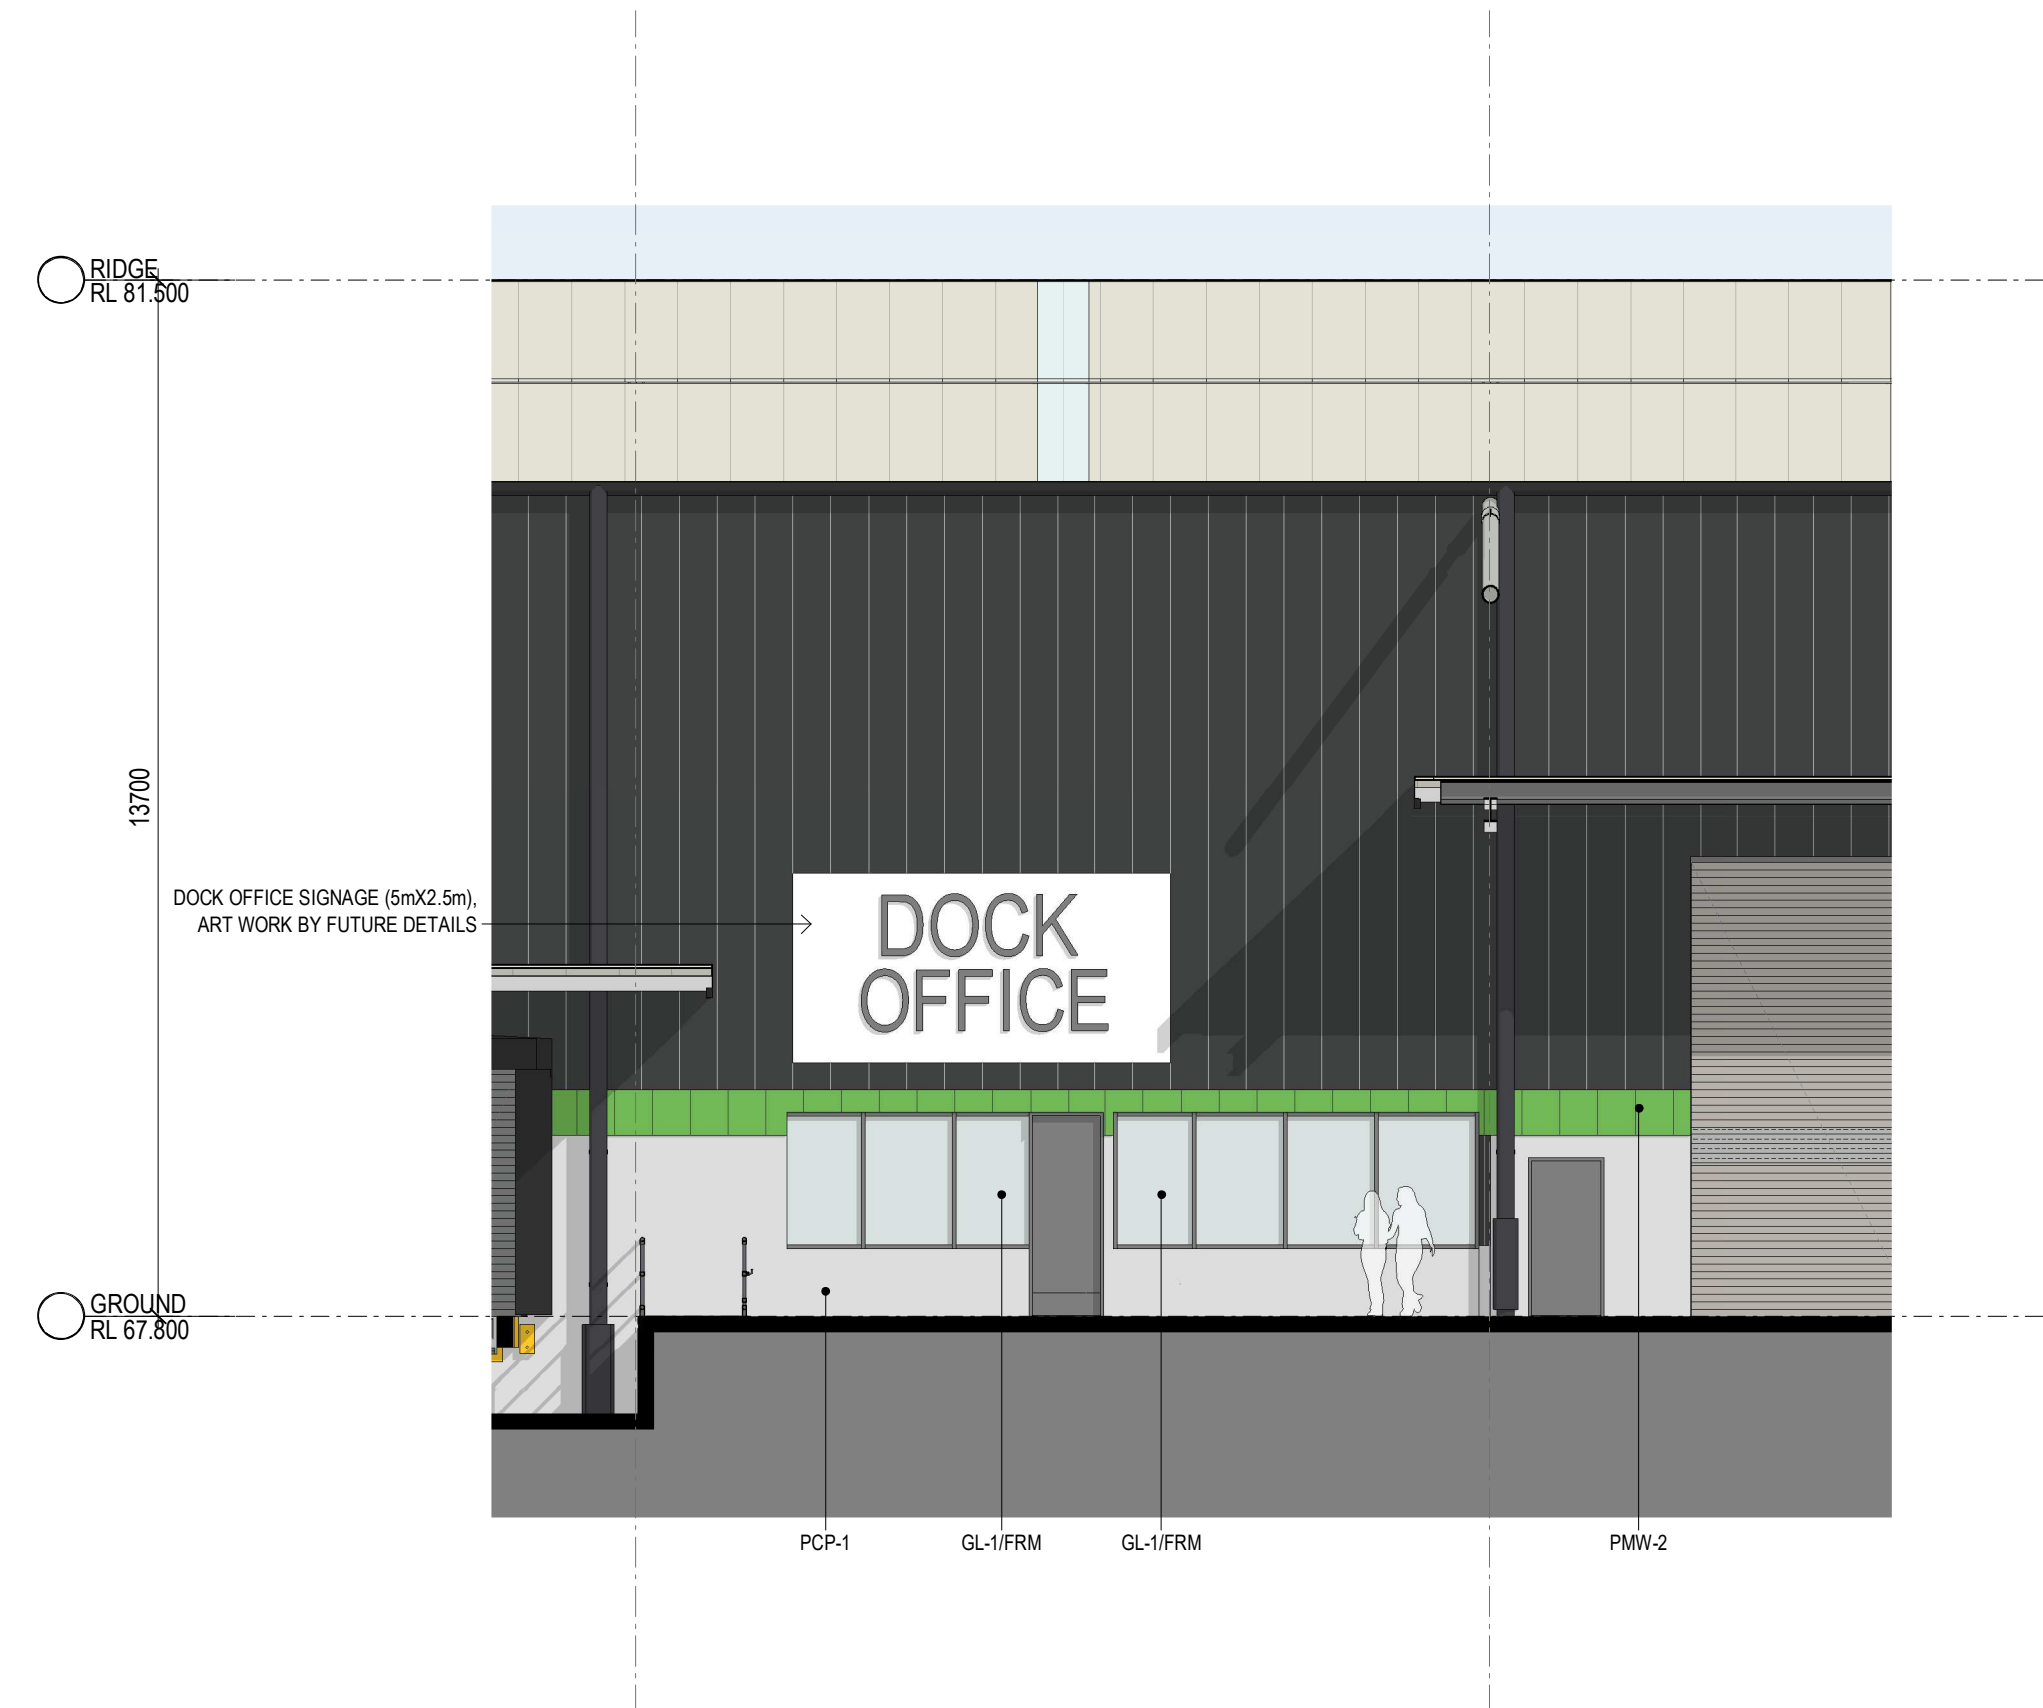 RIDGE
RL 81.500
13700
DOCK OFFICE SIGNAGE (5mX2.5m),
ART WORK BY FUTURE DETAILS
DOCK
OFFICE
GROUND
RL 67.800
PCP-1
GL-1/FRM
GL-1/FRM
PMW-2